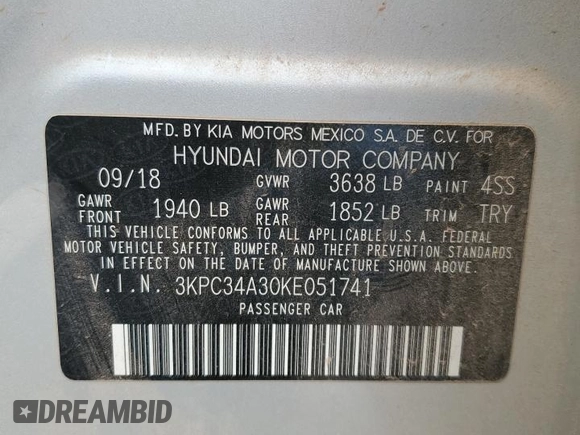 MFD. BY KIA MOTORS MEXICO S.A. DE C.V. FOR
HYUNDAI MOTOR COMPANY
09/18 GVWR 3638 LB PAINT 4SS
GAWR FRONT 1940 LB GAWR REAR 1852 LB TRIM TRY
THIS VEHICLE CONFORMS TO ALL APPLICABLE U.S.A. FEDERAL
MOTOR VEHICLE SAFETY, BUMPER, AND THEFT PREVENTION STANDARDS
IN EFFECT ON THE DATE OF MANUFACTURE SHOWN ABOVE.
V.I.N. 3KPC34A30KE051741
PASSENGER CAR
DREAMBID